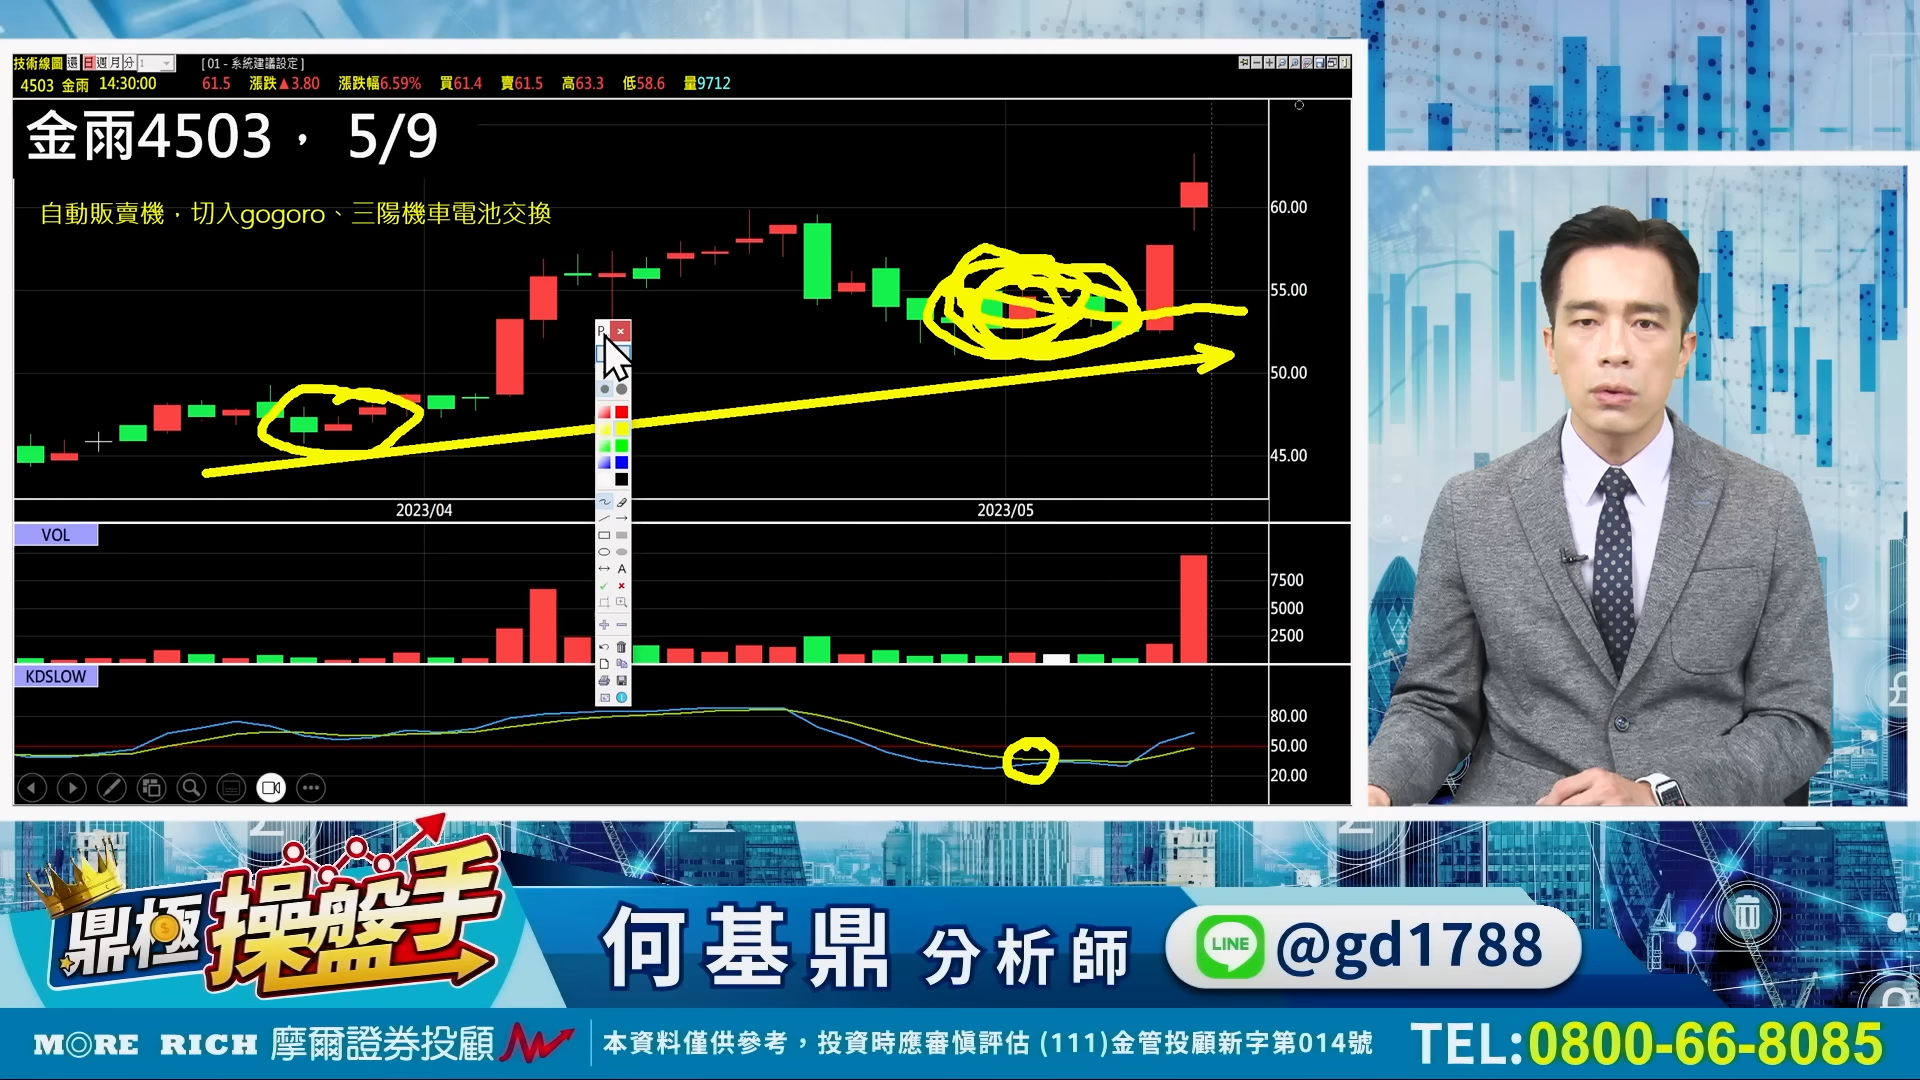 技術線圖 還 日 週 月 分 1 [ 01 - 系統建議設定 ]
4503 金雨 14:30:00 61.5 漲跌▲3.80 漲跌幅6.59% 買61.4 賣61.5 高63.3 低58.6 量9712
金雨4503， 5/9
自動販賣機，切入gogoro、三陽機車電池交換
60.00
55.00
50.00
45.00
2023/04 2023/05
VOL
7500
5000
2500
KDSLOW
80.00
50.00
20.00
P
A
鼎極操盤手
何基鼎 分析師
LINE @gd1788
MORE RICH 摩爾證券投顧
本資料僅供參考，投資時應審慎評估 (111)金管投顧新字第014號
TEL:0800-66-8085